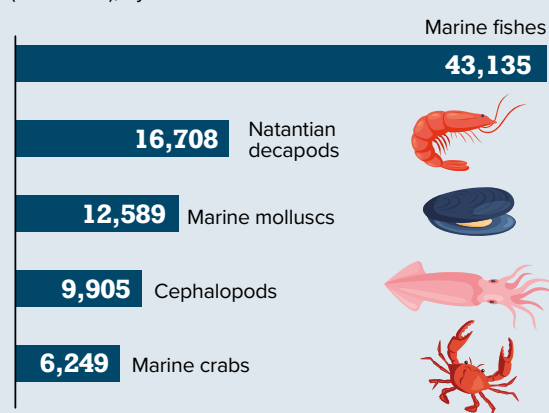 Marine fishes
43,135
16,708
Natantian
decapods
12,589
Marine molluscs
9,905
Cephalopods
6,249
Marine crabs